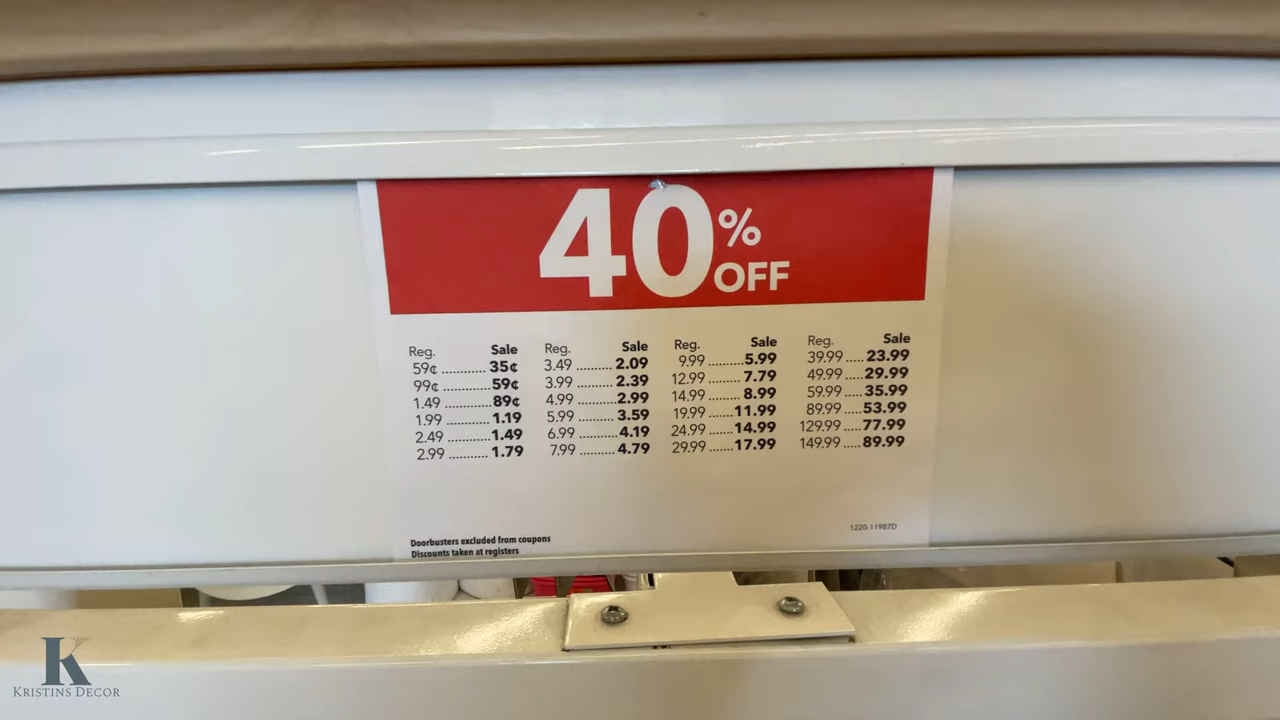 40% OFF
Reg. Sale
59¢ .......... 35¢
99¢ .......... 59¢
1.49 .......... 89¢
1.99 .......... 1.19
2.49 .......... 1.49
2.99 .......... 1.79
Reg. Sale
3.49 .......... 2.09
3.99 .......... 2.39
4.99 .......... 2.99
5.99 .......... 3.59
6.99 .......... 4.19
7.99 .......... 4.79
Reg. Sale
9.99 .......... 5.99
12.99 ....... 7.79
14.99 ....... 8.99
19.99 ....... 11.99
24.99 ....... 14.99
29.99 ....... 17.99
Reg. Sale
39.99 ..... 23.99
49.99 ..... 29.99
59.99 ..... 35.99
89.99 ..... 53.99
129.99 ..... 77.99
149.99 ..... 89.99
1220-11987D
Doorbusters excluded from coupons
Discounts taken at registers
K
KRISTINS DECOR